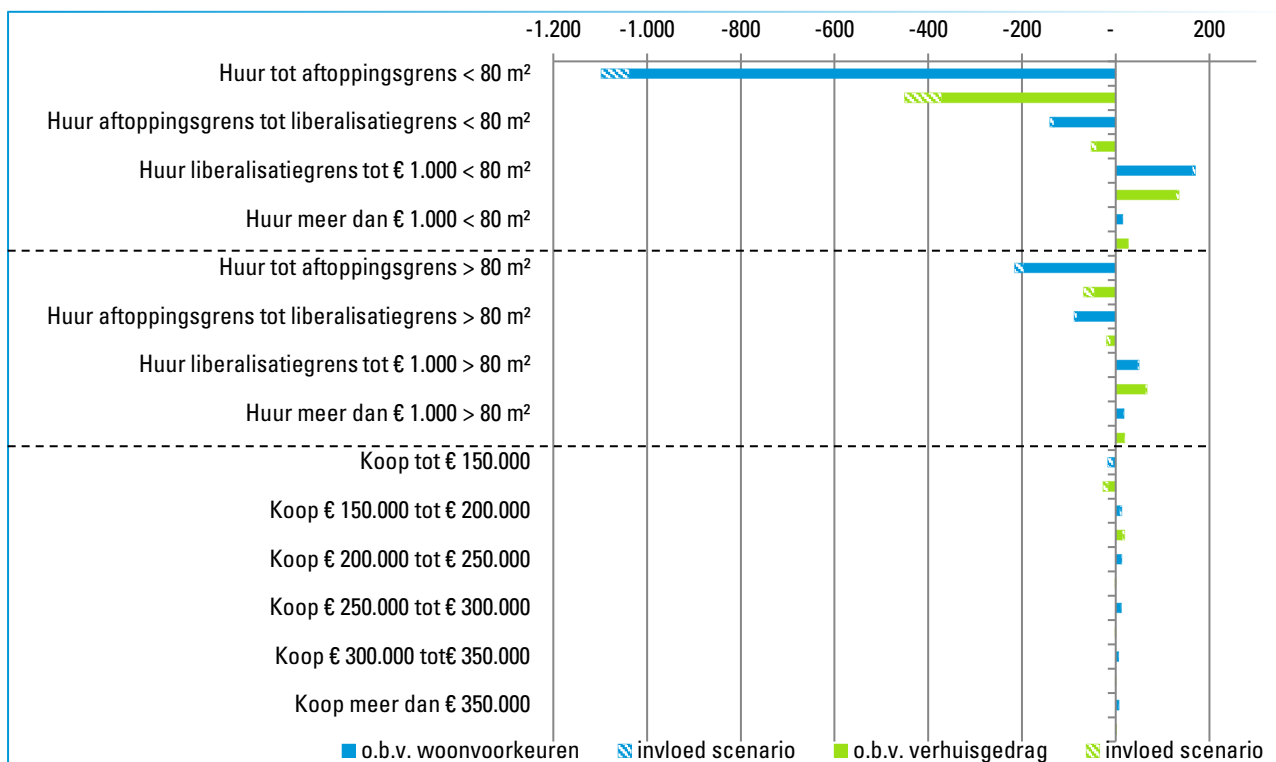 -1.200 -1.000 -800 -600 -400 -200 - 200
Huur tot aftoppingsgrens < 80 m²
Huur aftoppingsgrens tot liberalisatiegrens < 80 m²
Huur liberalisatiegrens tot € 1.000 < 80 m²
Huur meer dan € 1.000 < 80 m²
Huur tot aftoppingsgrens > 80 m²
Huur aftoppingsgrens tot liberalisatiegrens > 80 m²
Huur liberalisatiegrens tot € 1.000 > 80 m²
Huur meer dan € 1.000 > 80 m²
Koop tot € 150.000
Koop € 150.000 tot € 200.000
Koop € 200.000 tot € 250.000
Koop € 250.000 tot € 300.000
Koop € 300.000 tot€ 350.000
Koop meer dan € 350.000
o.b.v. woonvoorkeuren invloed scenario o.b.v. verhuisgedrag invloed scenario